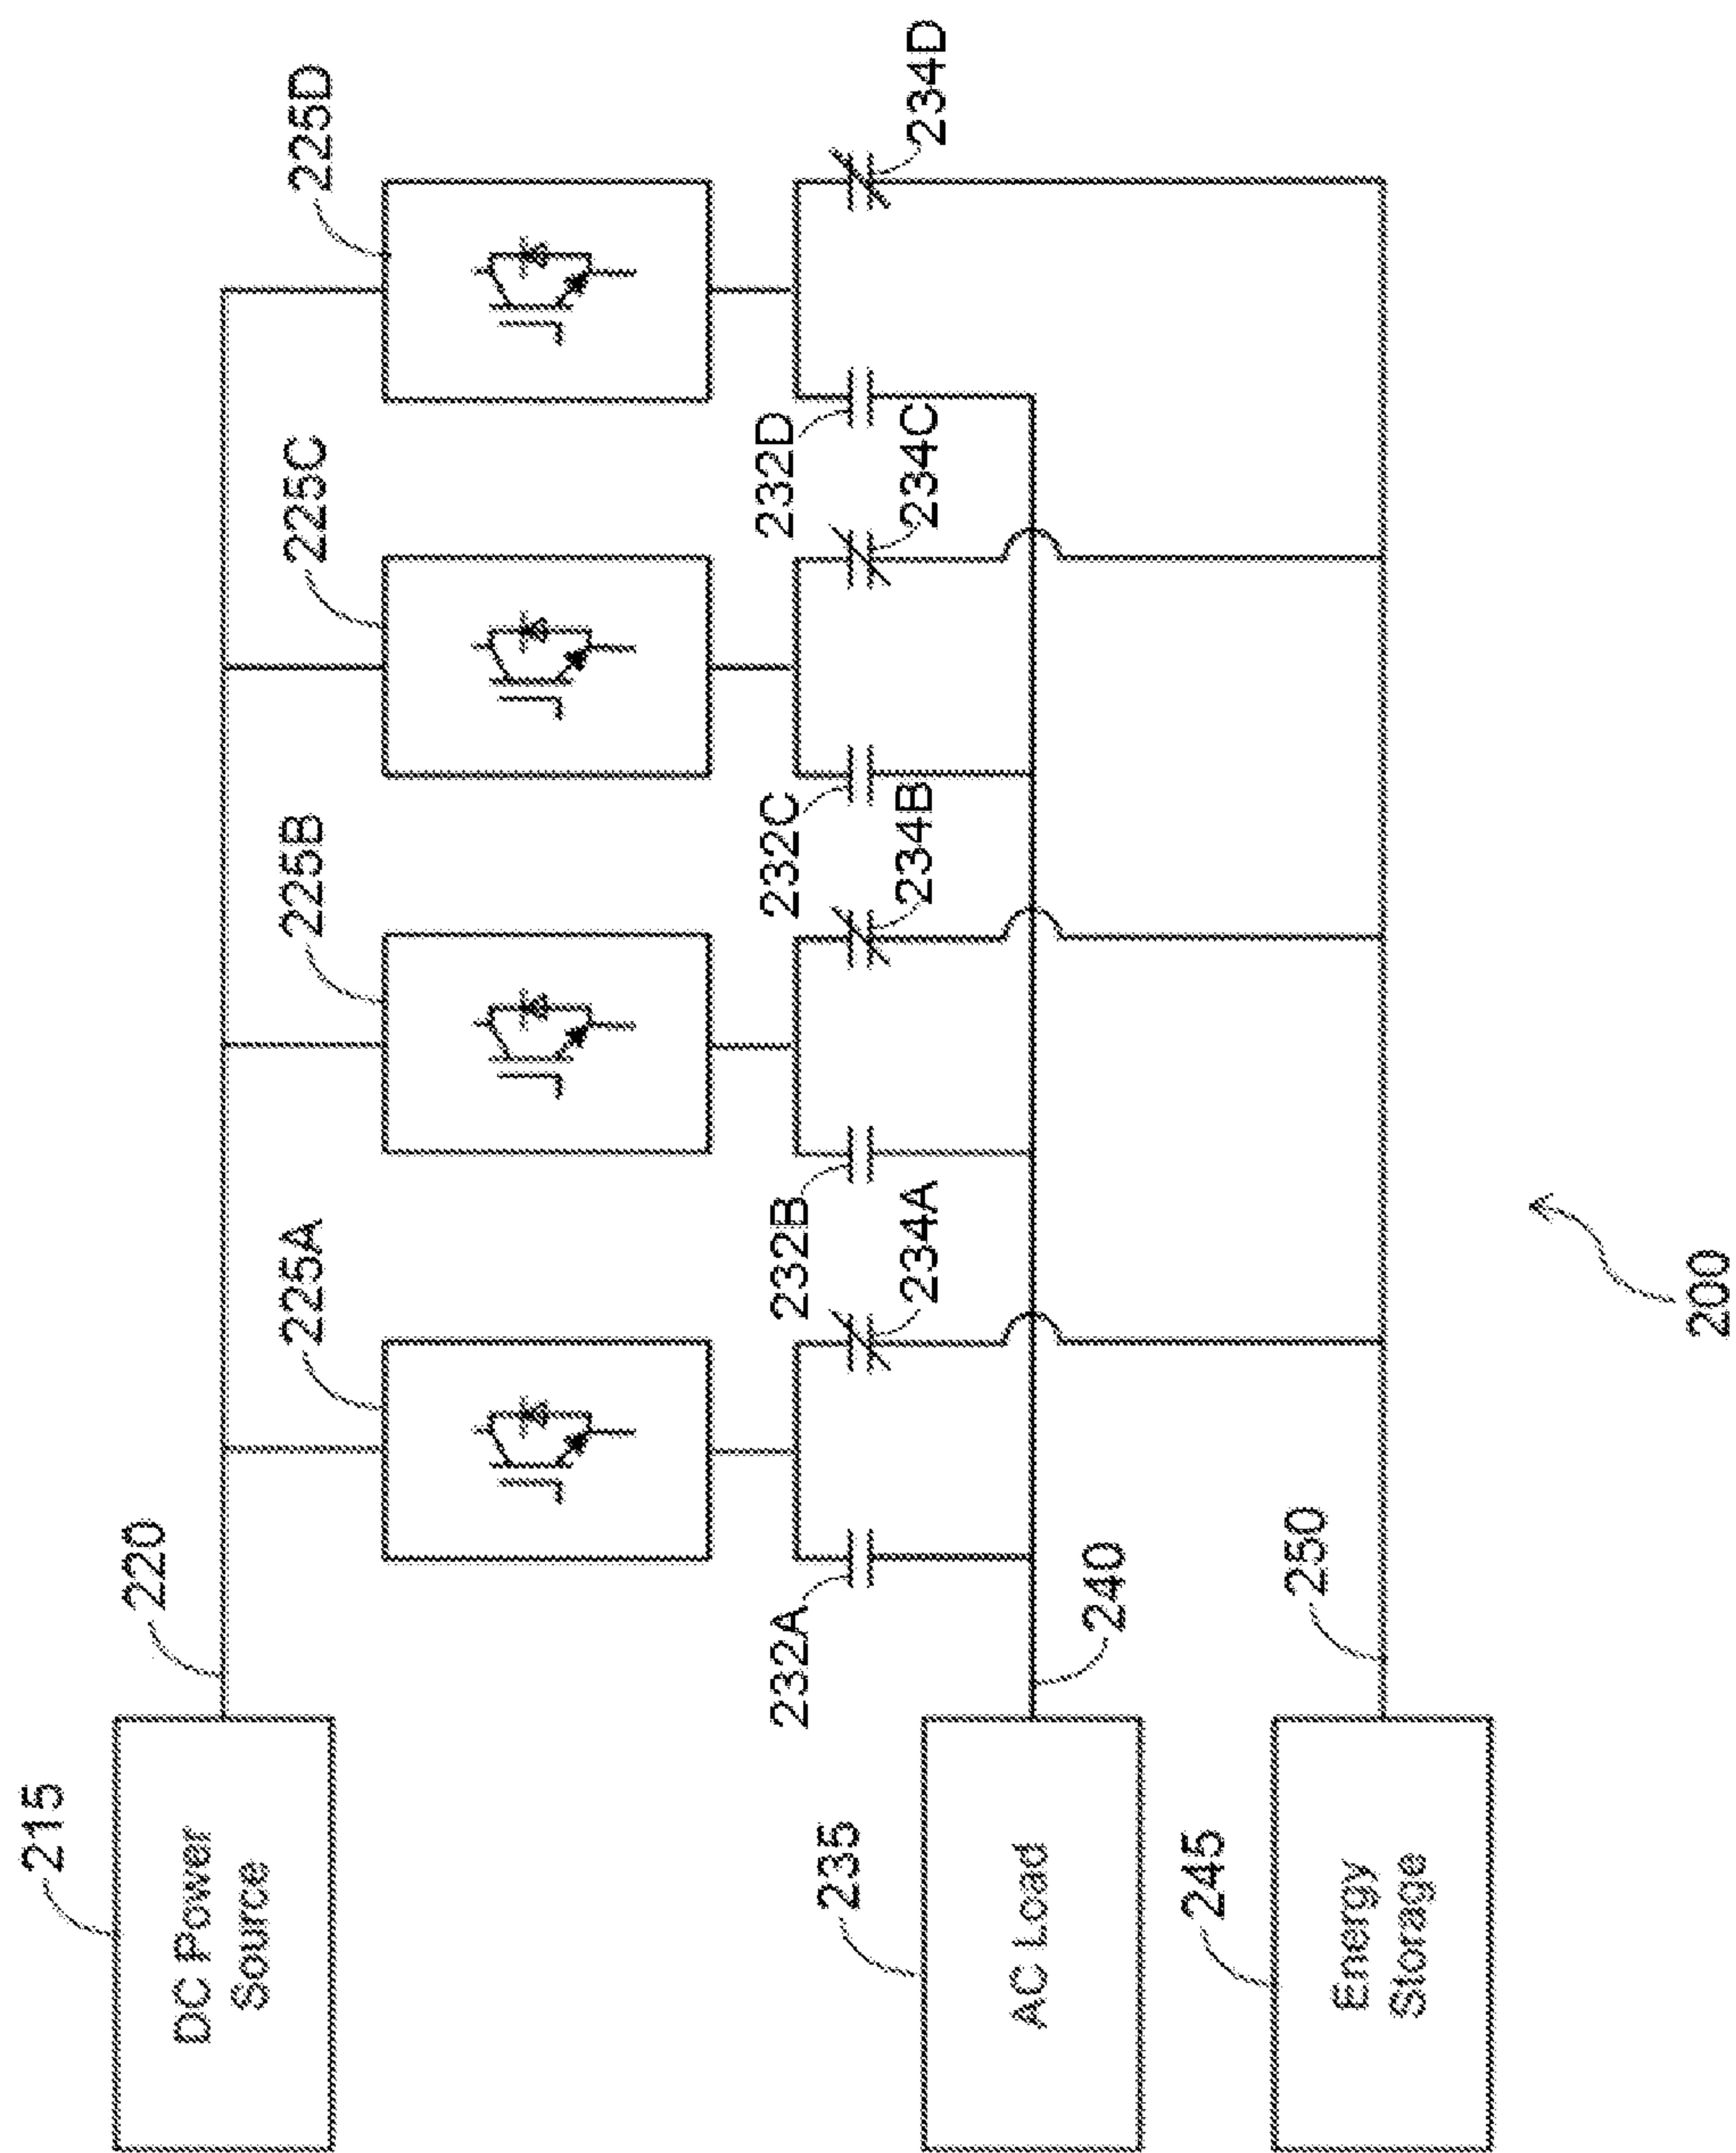 215
DC Power
Source
220
225A
225B
225C
225D
232A
234A
232B
234B
232C
234C
232D
234D
235
AC Load
240
245
Energy
Storage
250
200